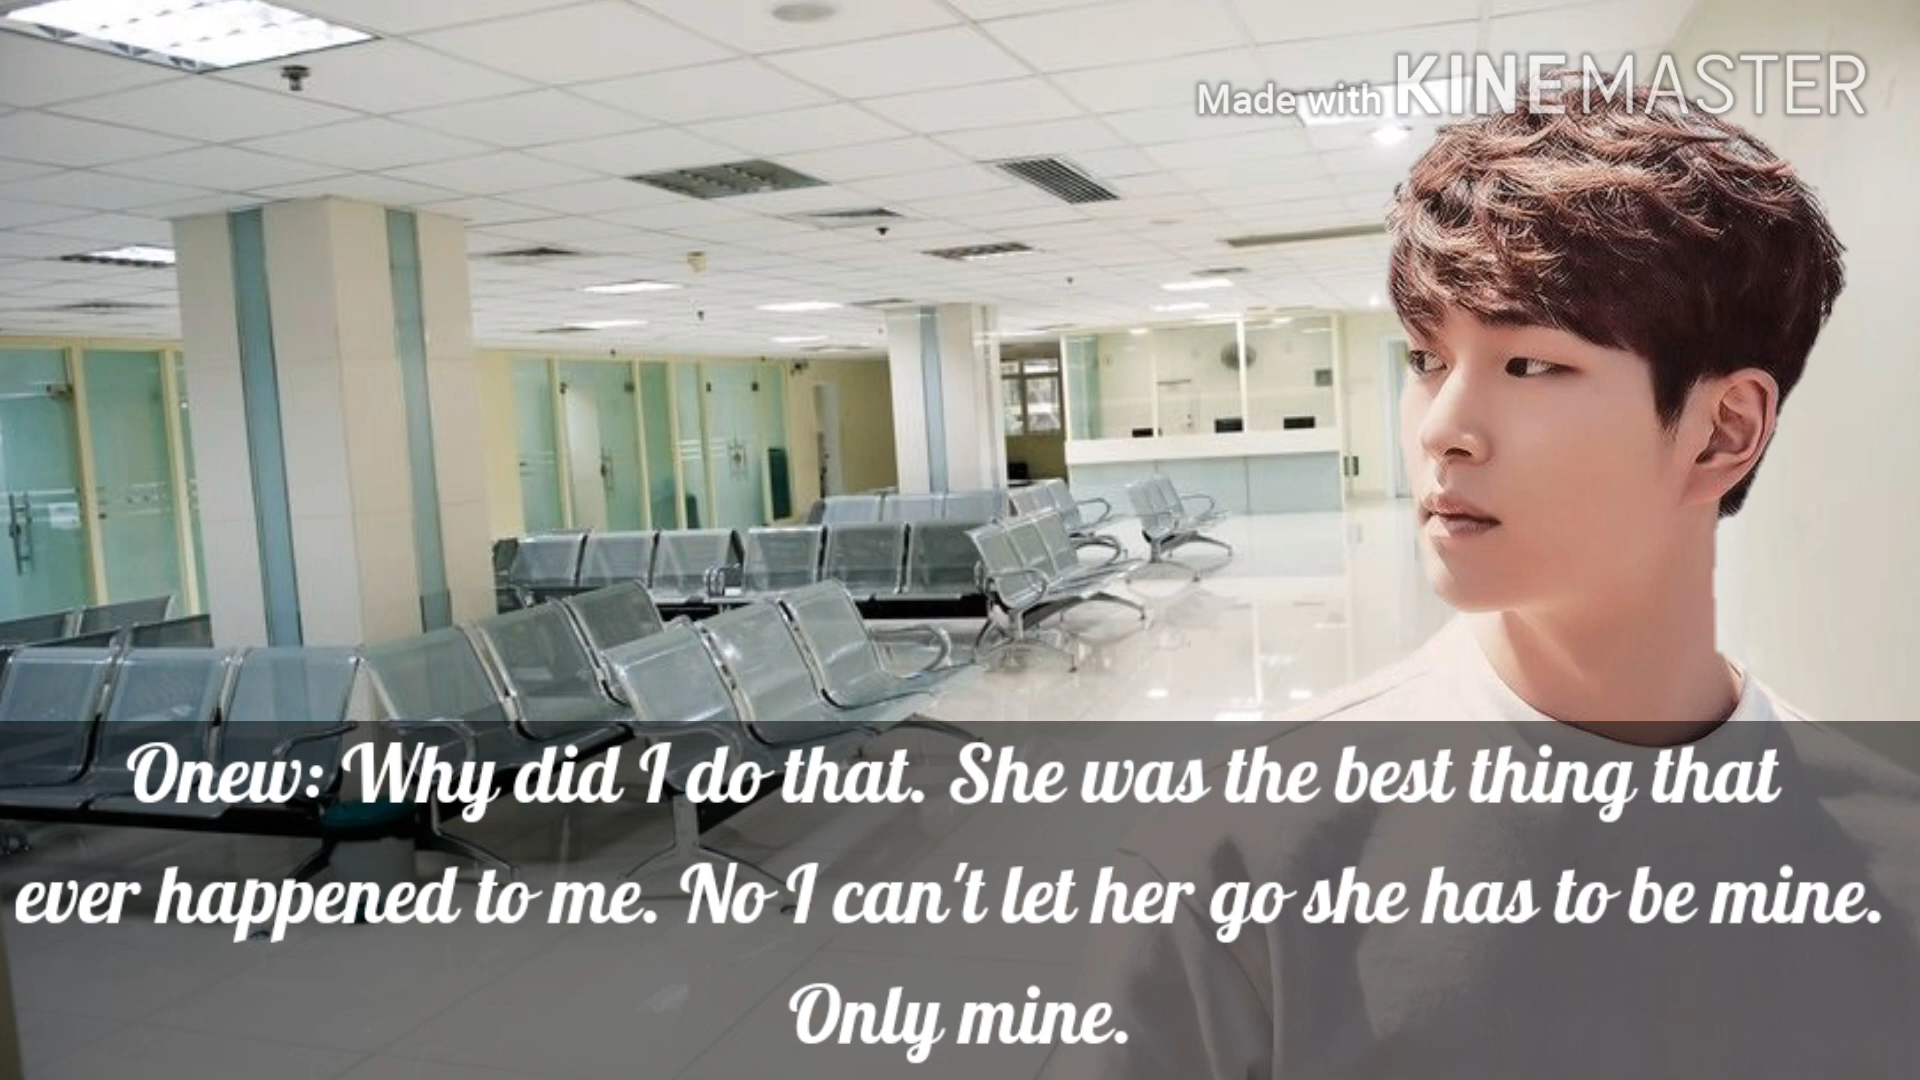 Made with KINEMASTER
Onew: Why did I do that. She was the best thing that
ever happened to me. No I can't let her go she has to be mine.
Only mine.